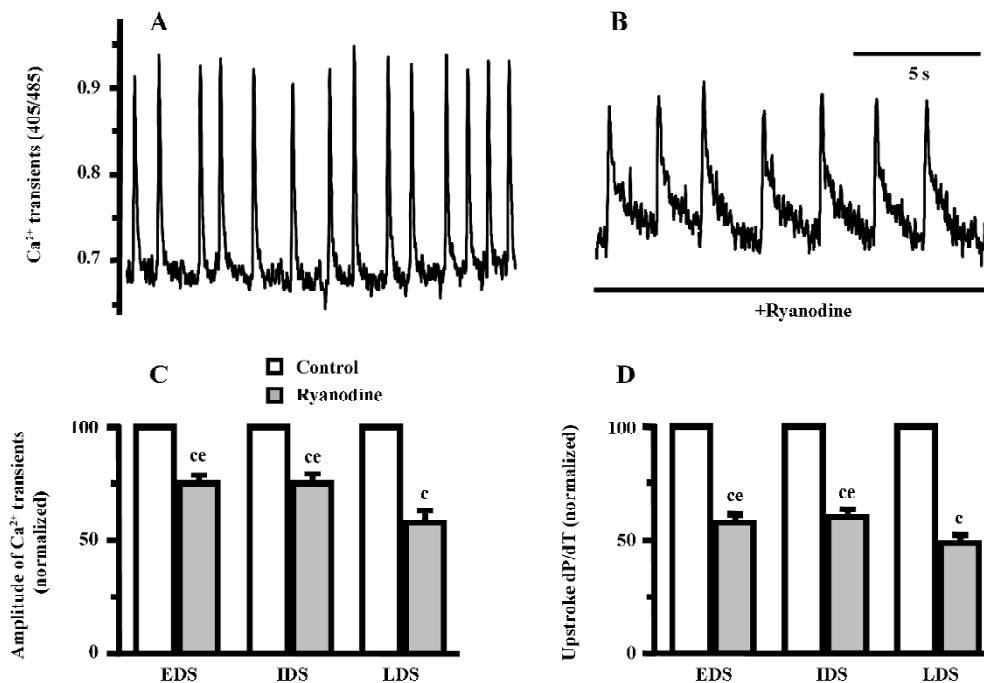 A
B
Ca²⁺ transients (405/485)
0.9
0.8
0.7
5 s
+Ryanodine
C
Control
Ryanodine
D
Amplitude of Ca²⁺ transients
(normalized)
100
50
0
ce
ce
c
EDS
IDS
LDS
Upstroke dP/dT (normalized)
100
50
0
ce
ce
c
EDS
IDS
LDS